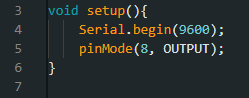 3 void setup(){
4     Serial.begin(9600);
5     pinMode(8, OUTPUT);
6 }
7